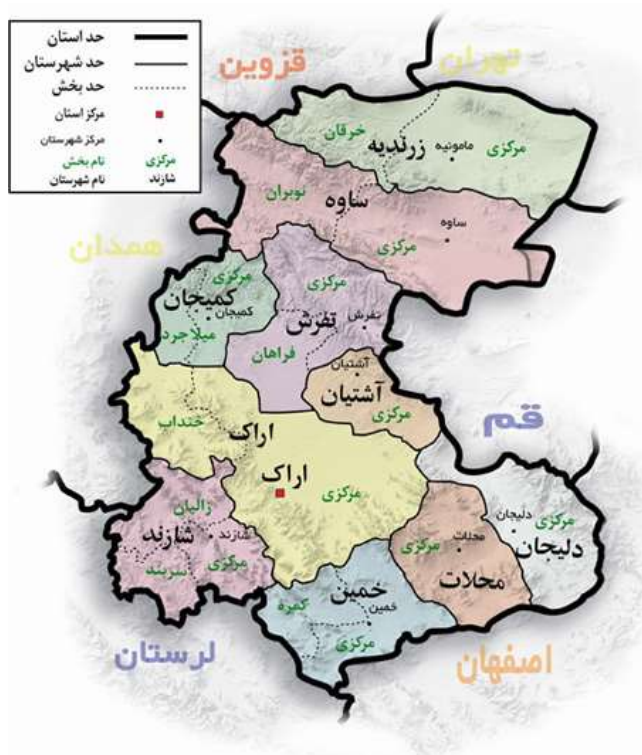 حد استان
حد شهرستان
حد بخش
مرکز استان
مرکز شهرستان
مرکزی نام بخش
شازند نام شهرستان
قزوین
تهران
خرقان
زرندیه
مامونیه
مرکزی
نوبران
ساوه
ساوه
مرکزی
همدان
مرکزی
کمیجان
کمیجان
میلاجرد
مرکزی
تفرش
تفرش
فراهان
آشتیان
آشتیان
مرکزی
قم
خنداب
اراک
اراک
مرکزی
زالیان
شازند
شازند
مرکزی
سربند
دلیجان
مرکزی
دلیجان
محلات
مرکزی
محلات
خمین
کمره
خمین
مرکزی
لرستان
اصفهان